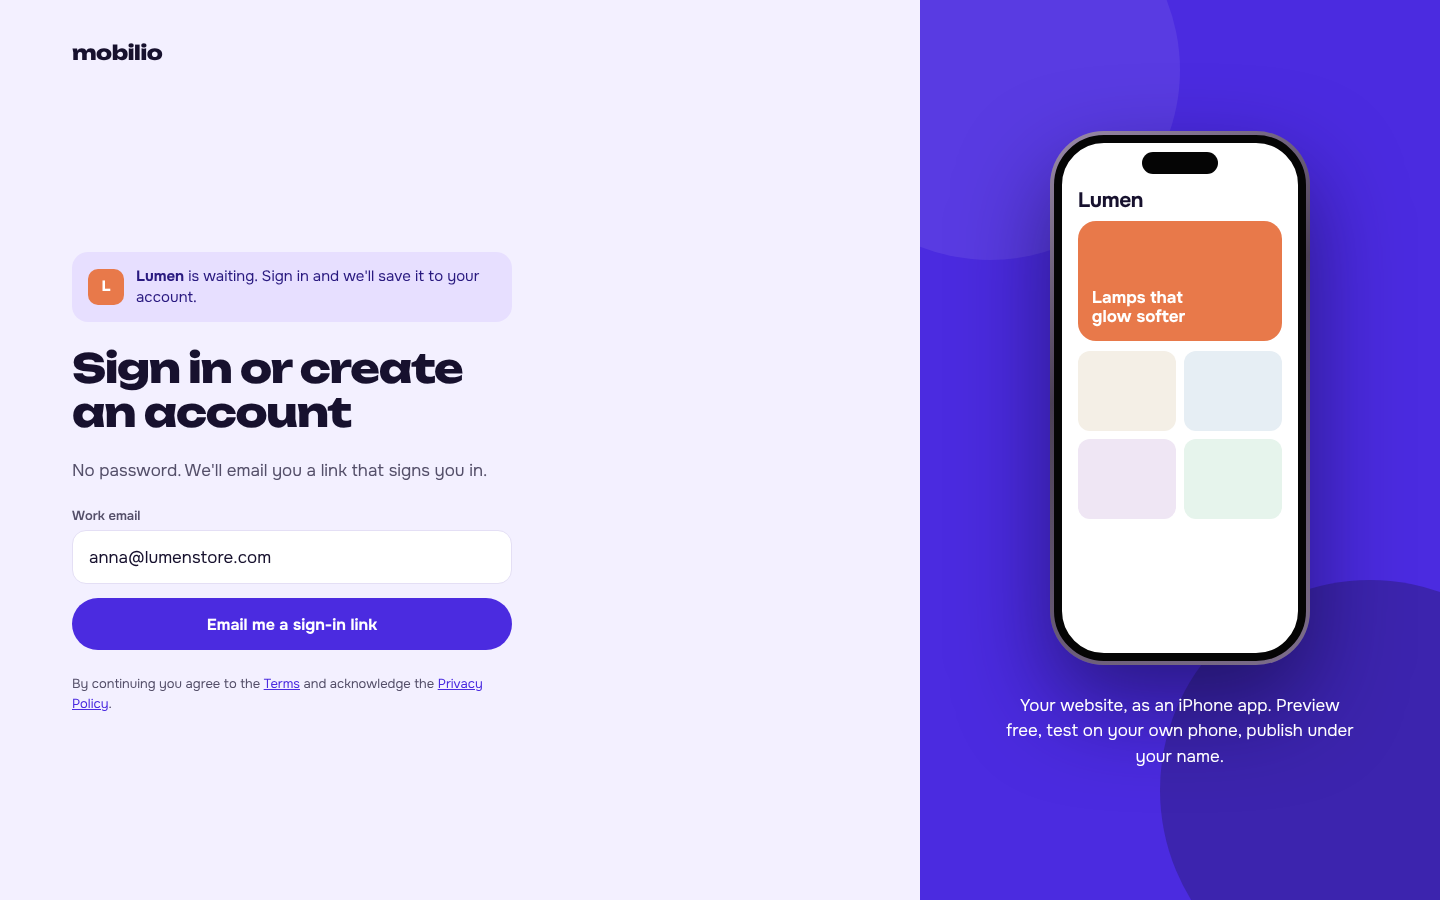 mobilio
L
Lumen is waiting. Sign in and we'll save it to your
account.
Sign in or create
an account
No password. We'll email you a link that signs you in.
Work email
anna@lumenstore.com
Email me a sign-in link
By continuing you agree to the Terms and acknowledge the Privacy
Policy.
Lumen
Lamps that
glow softer
Your website, as an iPhone app. Preview
free, test on your own phone, publish under
your name.